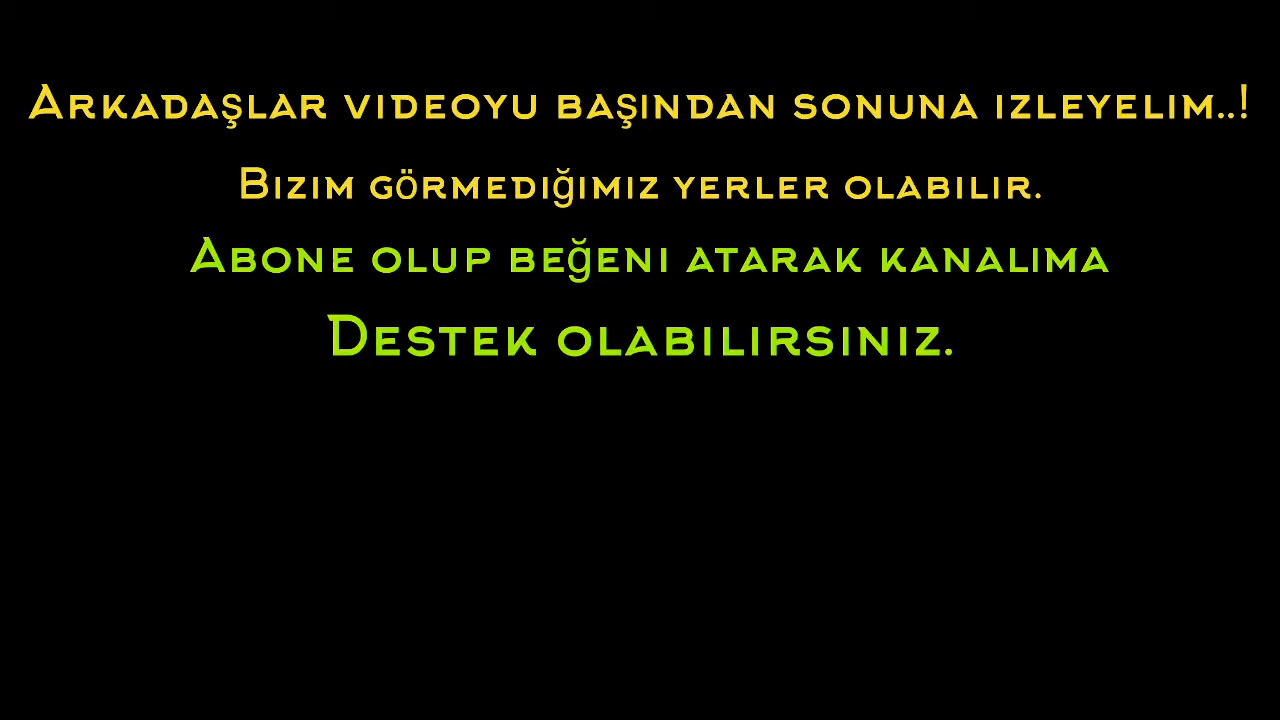 Arkadaşlar videoyu başından sonuna izleyelim..!
Bizim görmediğimiz yerler olabilir.
Abone olup beğeni atarak kanalıma
Destek olabilirsiniz.